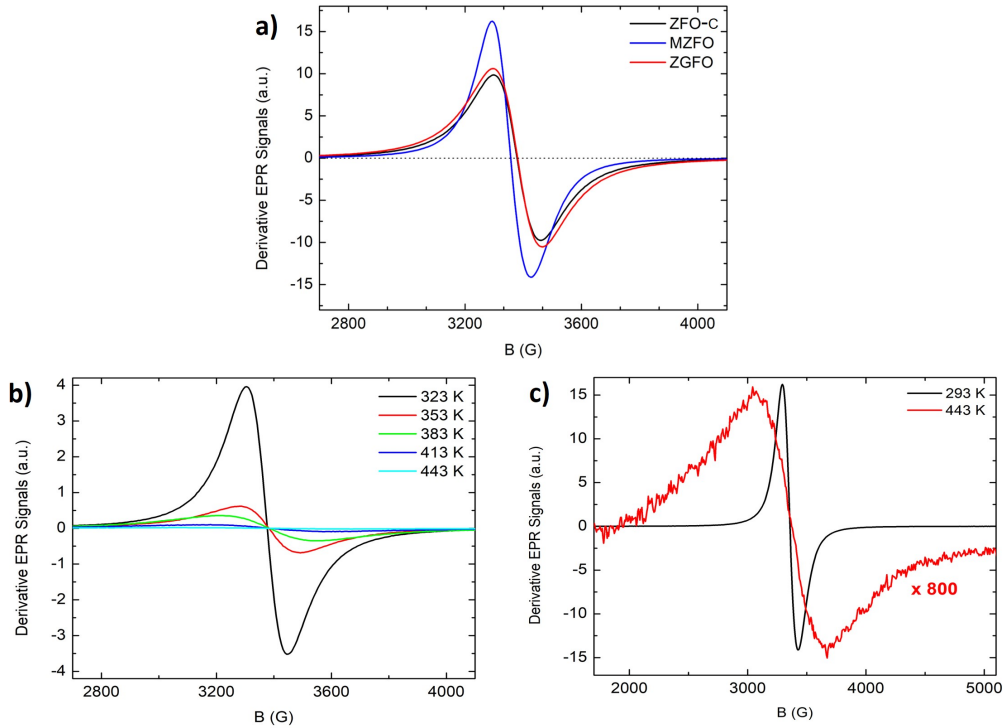 a)
ZFO-C
MZFO
ZGFO
Derivative EPR Signals (a.u.)
15
10
5
0
-5
-10
-15
2800
3200
3600
4000
B (G)
b)
323 K
353 K
383 K
413 K
443 K
Derivative EPR Signals (a.u.)
4
3
2
1
0
-1
-2
-3
-4
2800
3200
3600
4000
B (G)
c)
293 K
443 K
x 800
Derivative EPR Signals (a.u.)
15
10
5
0
-5
-10
-15
2000
3000
4000
5000
B (G)